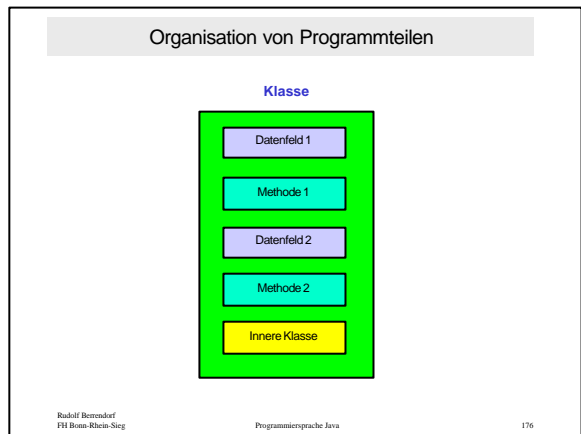 Organisation von Programmteilen
Klasse
Datenfeld 1
Methode 1
Datenfeld 2
Methode 2
Innere Klasse
Rudolf Berrendorf
FH Bonn-Rhein-Sieg
Programmiersprache Java
176